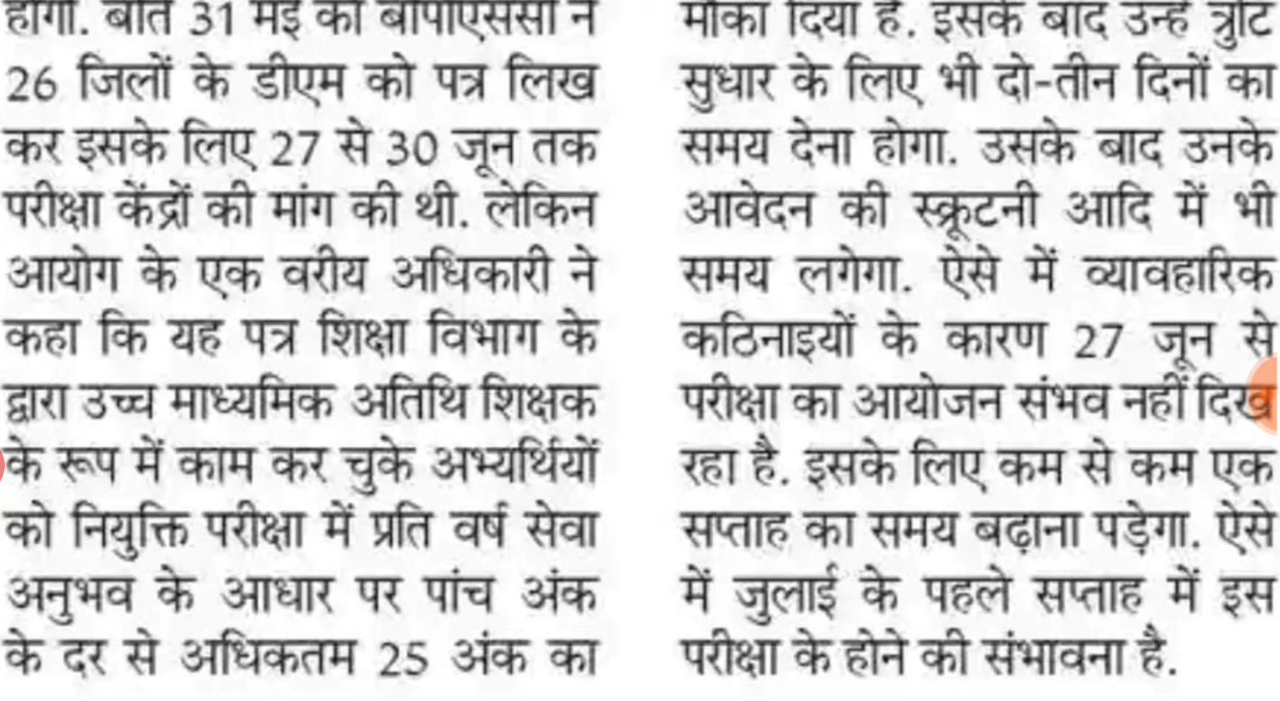 होगा. बीते 31 मई को बीपीएससी ने
26 जिलों के डीएम को पत्र लिख
कर इसके लिए 27 से 30 जून तक
परीक्षा केंद्रों की मांग की थी. लेकिन
आयोग के एक वरीय अधिकारी ने
कहा कि यह पत्र शिक्षा विभाग के
द्वारा उच्च माध्यमिक अतिथि शिक्षक
के रूप में काम कर चुके अभ्यर्थियों
को नियुक्ति परीक्षा में प्रति वर्ष सेवा
अनुभव के आधार पर पांच अंक
के दर से अधिकतम 25 अंक का
मौका दिया है. इसके बाद उन्हें त्रुटि
सुधार के लिए भी दो-तीन दिनों का
समय देना होगा. उसके बाद उनके
आवेदन की स्क्रूटनी आदि में भी
समय लगेगा. ऐसे में व्यावहारिक
कठिनाइयों के कारण 27 जून से
परीक्षा का आयोजन संभव नहीं दिख
रहा है. इसके लिए कम से कम एक
सप्ताह का समय बढ़ाना पड़ेगा. ऐसे
में जुलाई के पहले सप्ताह में इस
परीक्षा के होने की संभावना है.